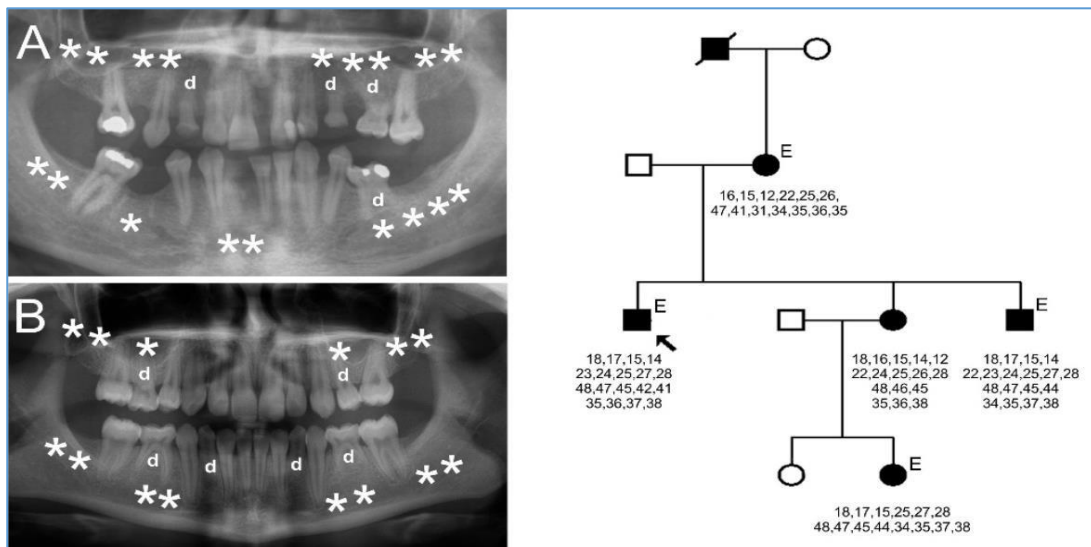 A
** ** * ** **
d d
**
*
**
d
****
B
** * * **
d d
**
d d d d
** ** **
E
16,15,12,22,25,26,
47,41,31,34,35,36,35
E
18,17,15,14
23,24,25,27,28
48,47,45,42,41
35,36,37,38
18,16,15,14,12
22,24,25,26,28
48,46,45
35,36,38
E
18,17,15,14
22,23,24,25,27,28
48,47,45,44
34,35,37,38
E
18,17,15,25,27,28
48,47,45,44,34,35,37,38